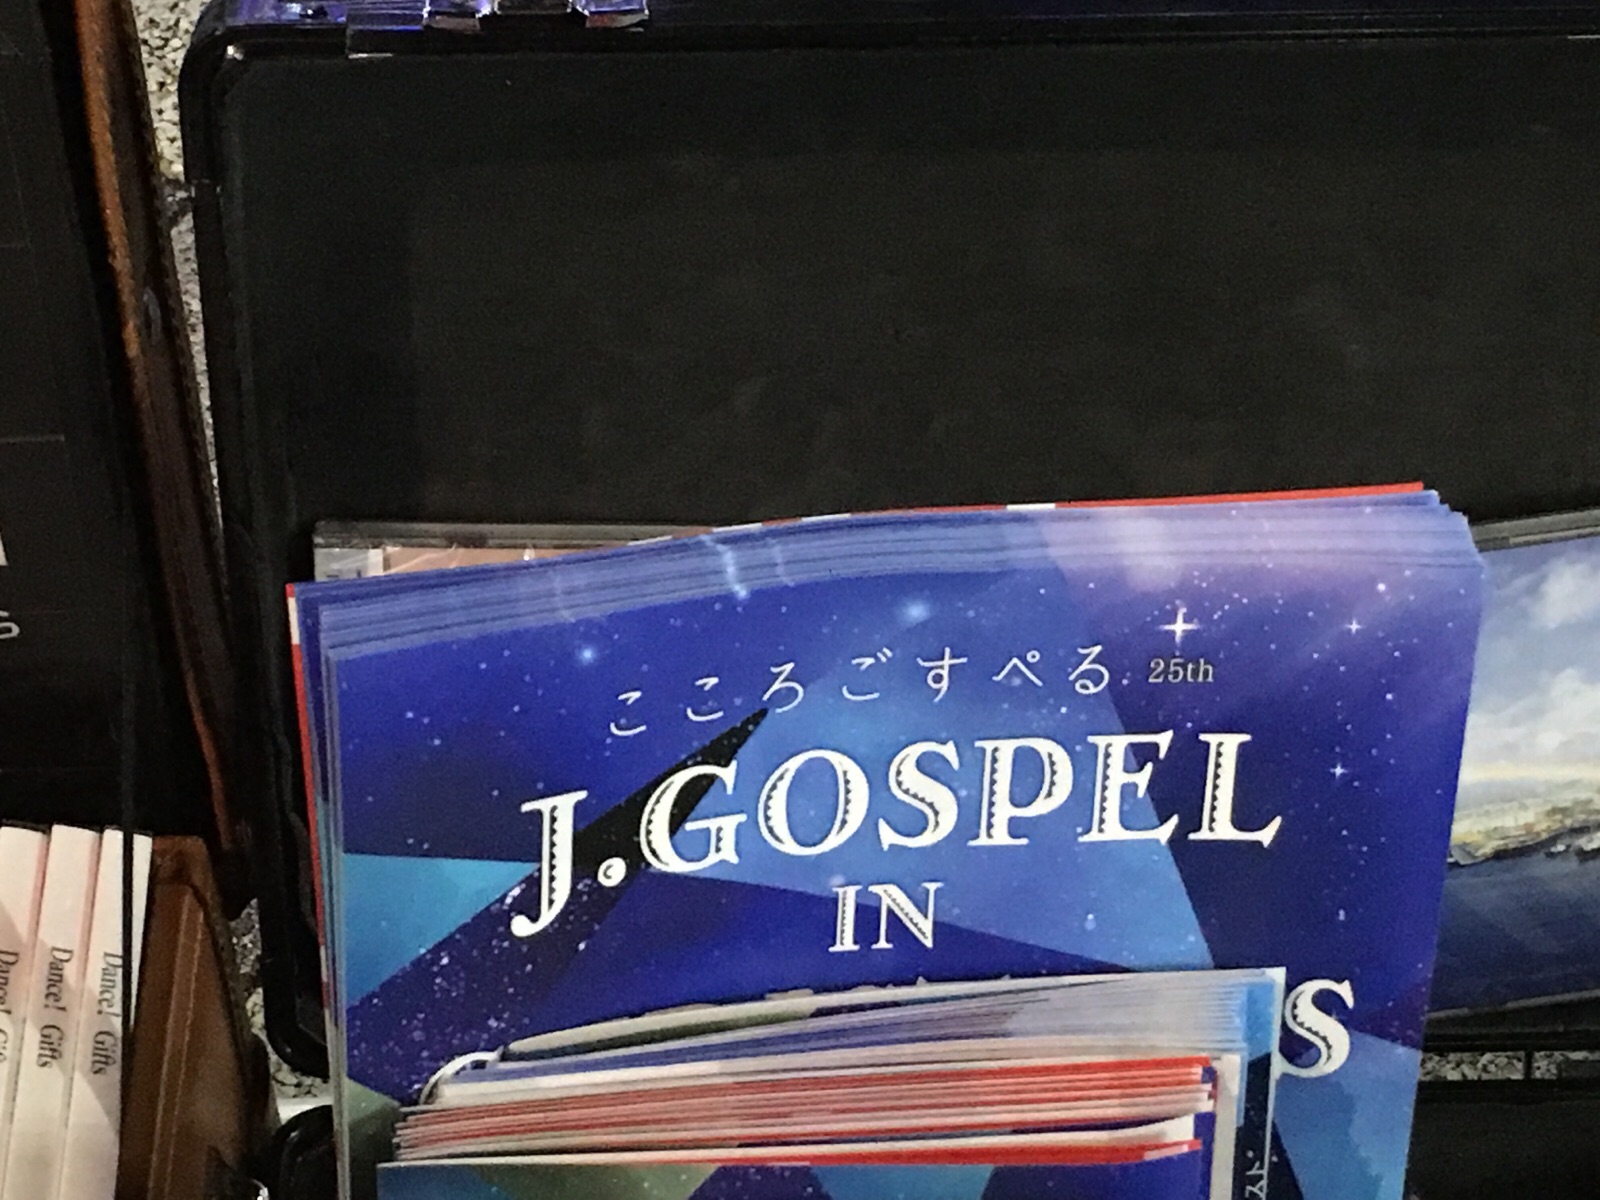 こころごすぺる 25th
J.GOSPEL
IN
Dance! Gifts
Dance! Gifts